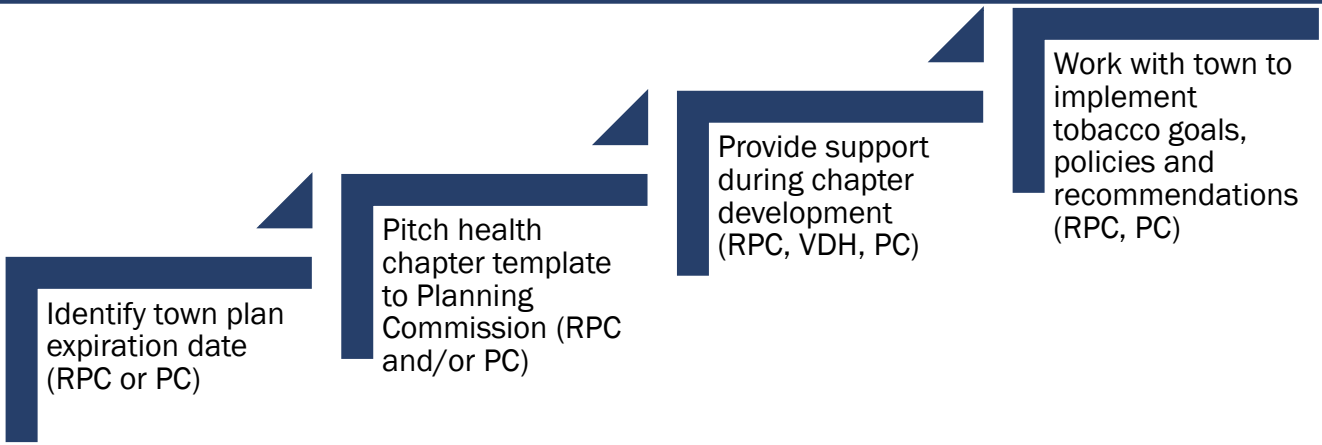 Identify town plan
expiration date
(RPC or PC)
Pitch health
chapter template
to Planning
Commission (RPC
and/or PC)
Provide support
during chapter
development
(RPC, VDH, PC)
Work with town to
implement
tobacco goals,
policies and
recommendations
(RPC, PC)